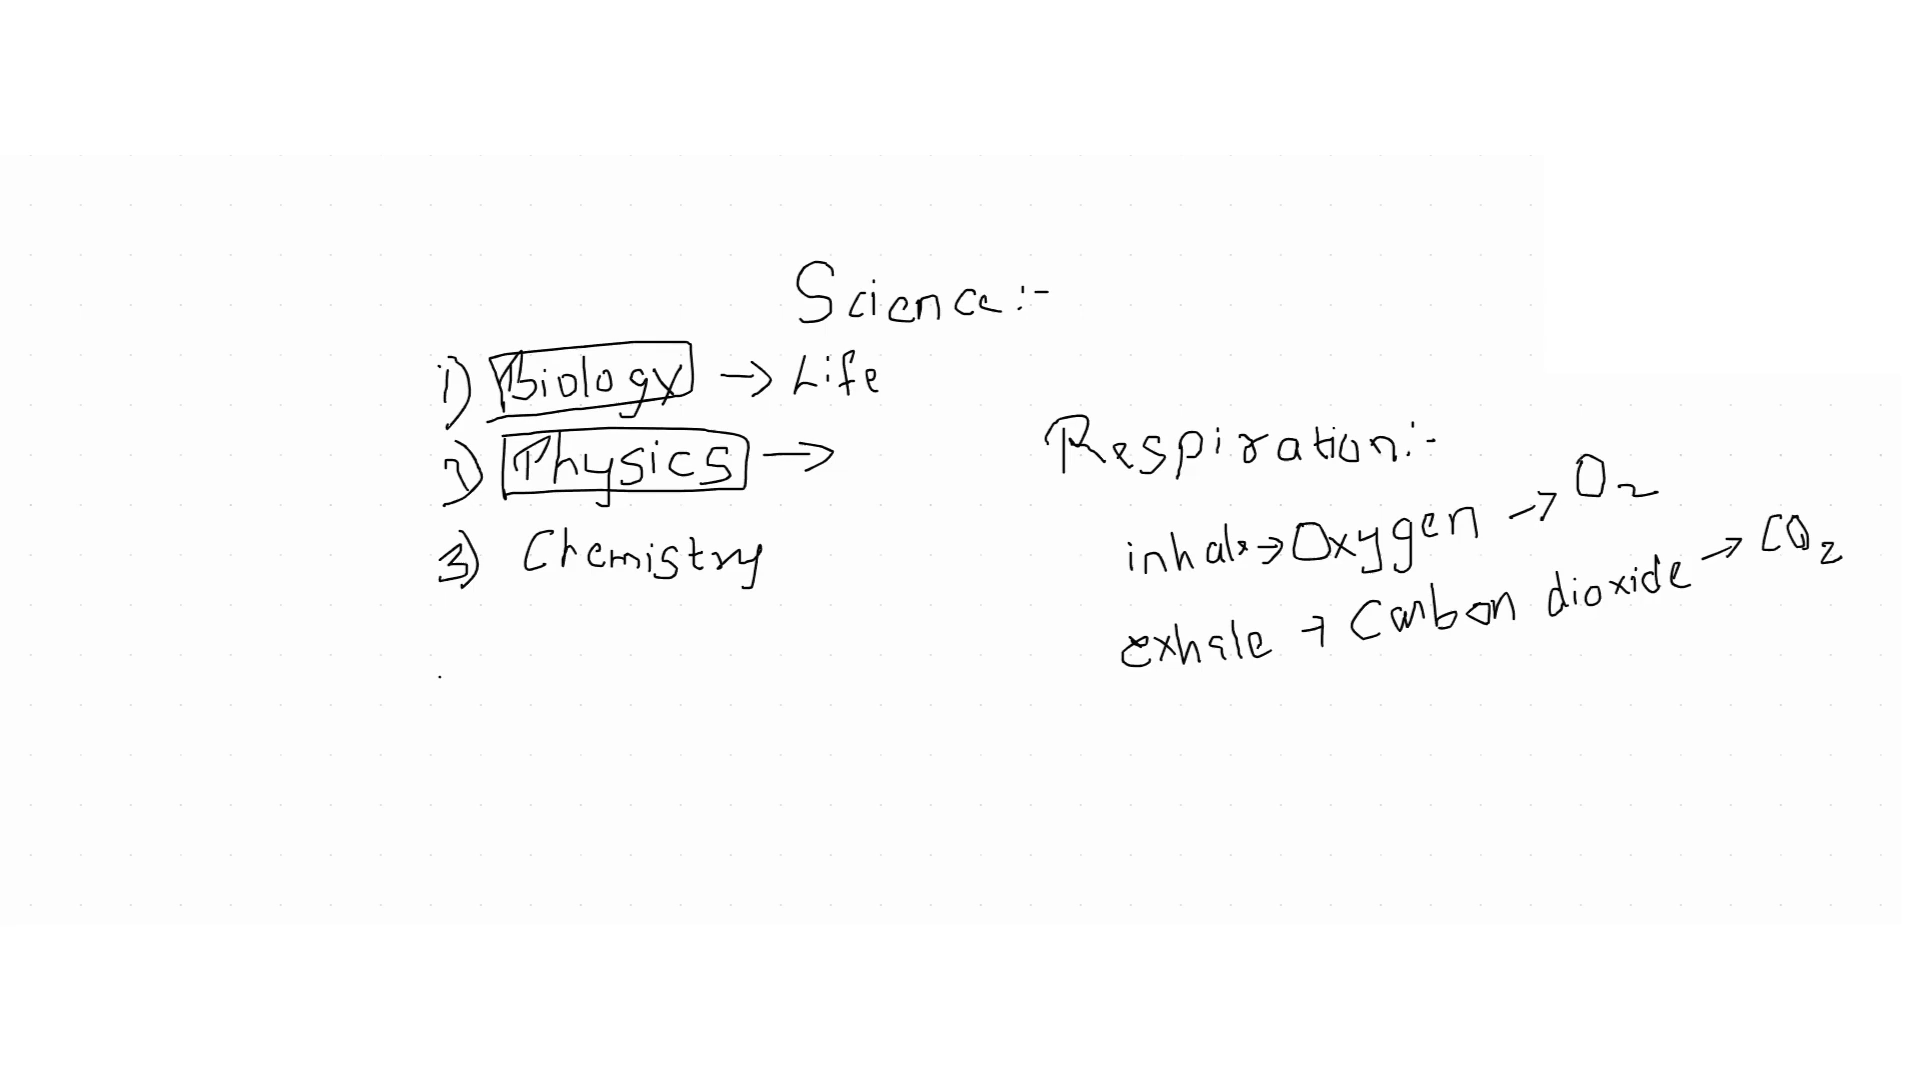 Science:-
1) Biology → Life
2) Physics →
3) Chemistry
Respiration:-
inhale → Oxygen → O₂
exhale → Carbon dioxide → CO₂